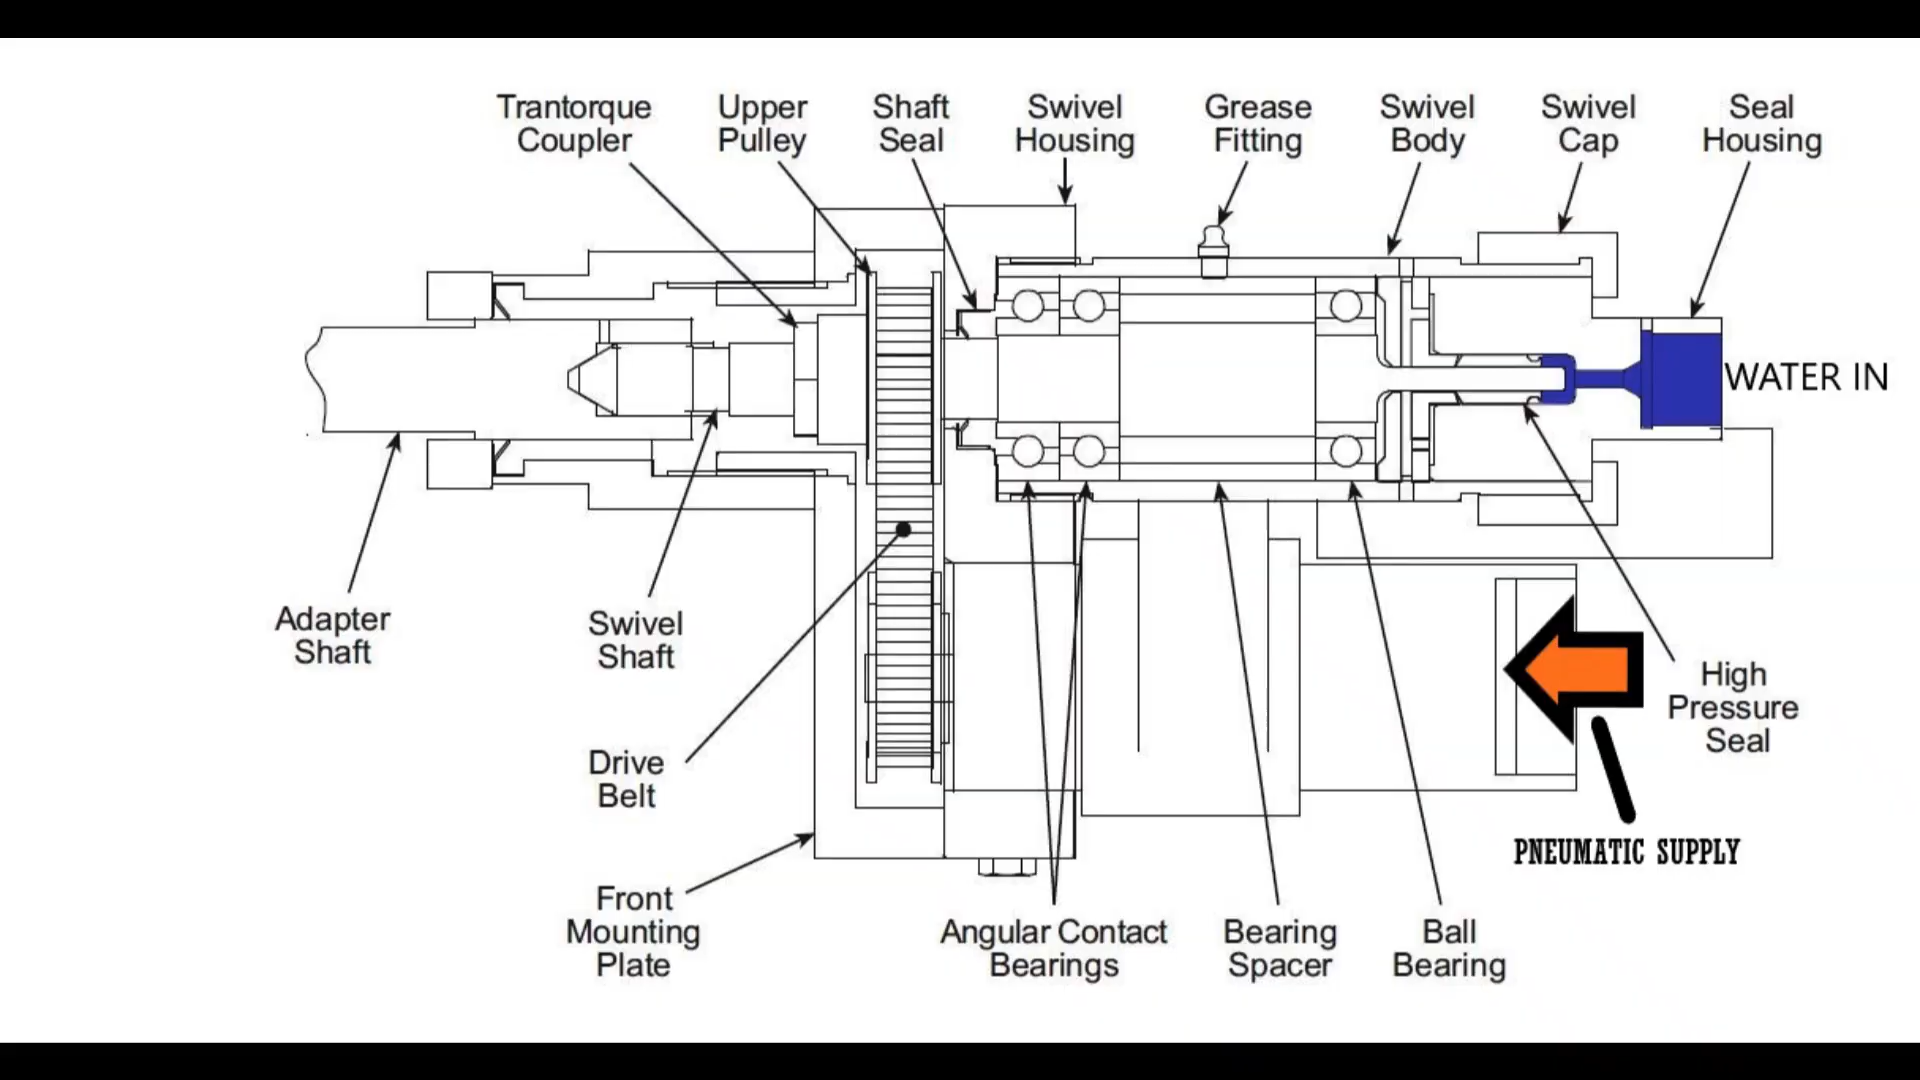 Trantorque
Coupler
Upper
Pulley
Shaft
Seal
Swivel
Housing
Grease
Fitting
Swivel
Body
Swivel
Cap
Seal
Housing
WATER IN
Adapter
Shaft
Swivel
Shaft
High
Pressure
Seal
Drive
Belt
PNEUMATIC SUPPLY
Front
Mounting
Plate
Angular Contact
Bearings
Bearing
Spacer
Ball
Bearing